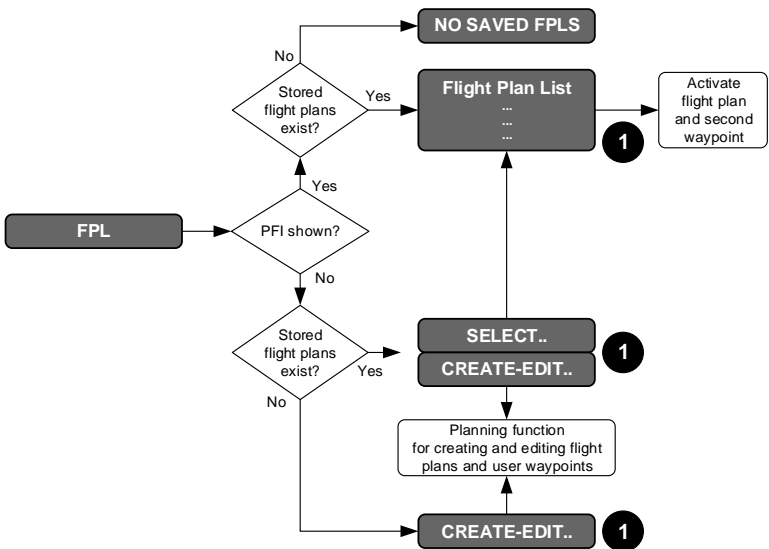 NO SAVED FPLS
No
Stored
flight plans
exist?
Yes
Flight Plan List
...
...
...
1
Activate
flight plan
and second
waypoint
Yes
FPL
PFI shown?
No
Stored
flight plans
exist?
Yes
No
SELECT..
CREATE-EDIT..
1
Planning function
for creating and editing flight
plans and user waypoints
CREATE-EDIT..
1